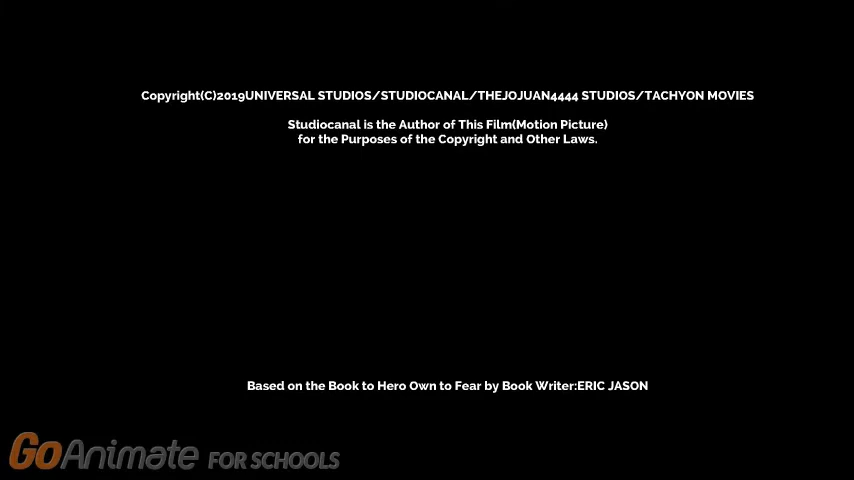 Copyright(C)2019UNIVERSAL STUDIOS/STUDIOCANAL/THEJOJUAN4444 STUDIOS/TACHYON MOVIES
Studiocanal is the Author of This Film(Motion Picture)
for the Purposes of the Copyright and Other Laws.
Based on the Book to Hero Own to Fear by Book Writer:ERIC JASON
GoAnimate FOR SCHOOLS